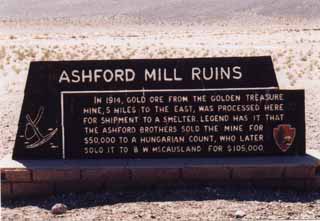 ASHFORD MILL RUINS
IN 1914, GOLD ORE FROM THE GOLDEN TREASURE
MINE, 5 MILES TO THE EAST, WAS PROCESSED HERE
FOR SHIPMENT TO A SMELTER. LEGEND HAS IT THAT
THE ASHFORD BROTHERS SOLD THE MINE FOR
$50,000 TO A HUNGARIAN COUNT, WHO LATER
SOLD IT TO B W MCAUSLAND FOR $105,000.